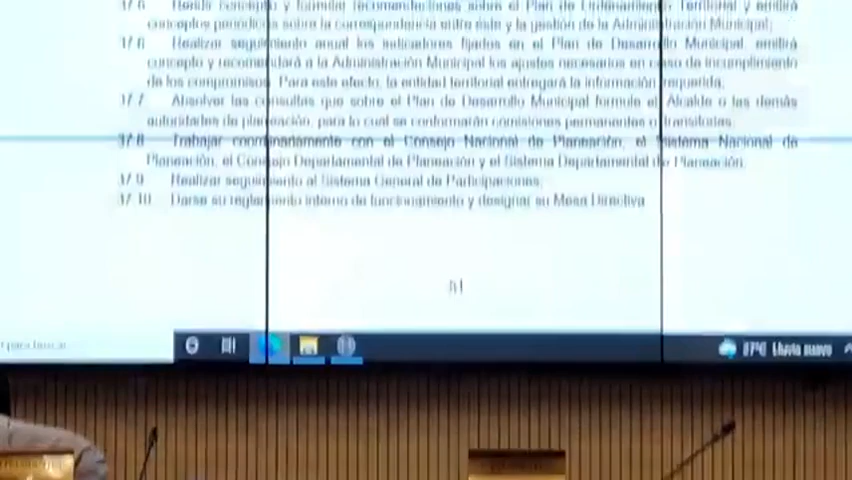 17.5 Rendir concepto y formular recomendaciones sobre el Plan de Ordenamiento Territorial y emitirá
conceptos periódicos sobre la correspondencia entre éste y la gestión de la Administración Municipal;
17.6 Realizar seguimiento anual los indicadores fijados en el Plan de Desarrollo Municipal, emitirá
concepto y recomendará a la Administración Municipal los ajustes necesarios en caso de incumplimiento
de los compromisos. Para este efecto, la entidad territorial entregará la información requerida;
17.7 Absolver las consultas que sobre el Plan de Desarrollo Municipal formule el Alcalde o las demás
autoridades de planeación, para lo cual se conformarán comisiones permanentes o transitorias.
17.8 Trabajar coordinadamente con el Consejo Nacional de Planeación, el Sistema Nacional de
Planeación, el Consejo Departamental de Planeación y el Sistema Departamental de Planeación.
17.9 Realizar seguimiento al Sistema General de Participaciones.
17.10 Darse su reglamento interno de funcionamiento y designar su Mesa Directiva
para buscar
Lluvia suave